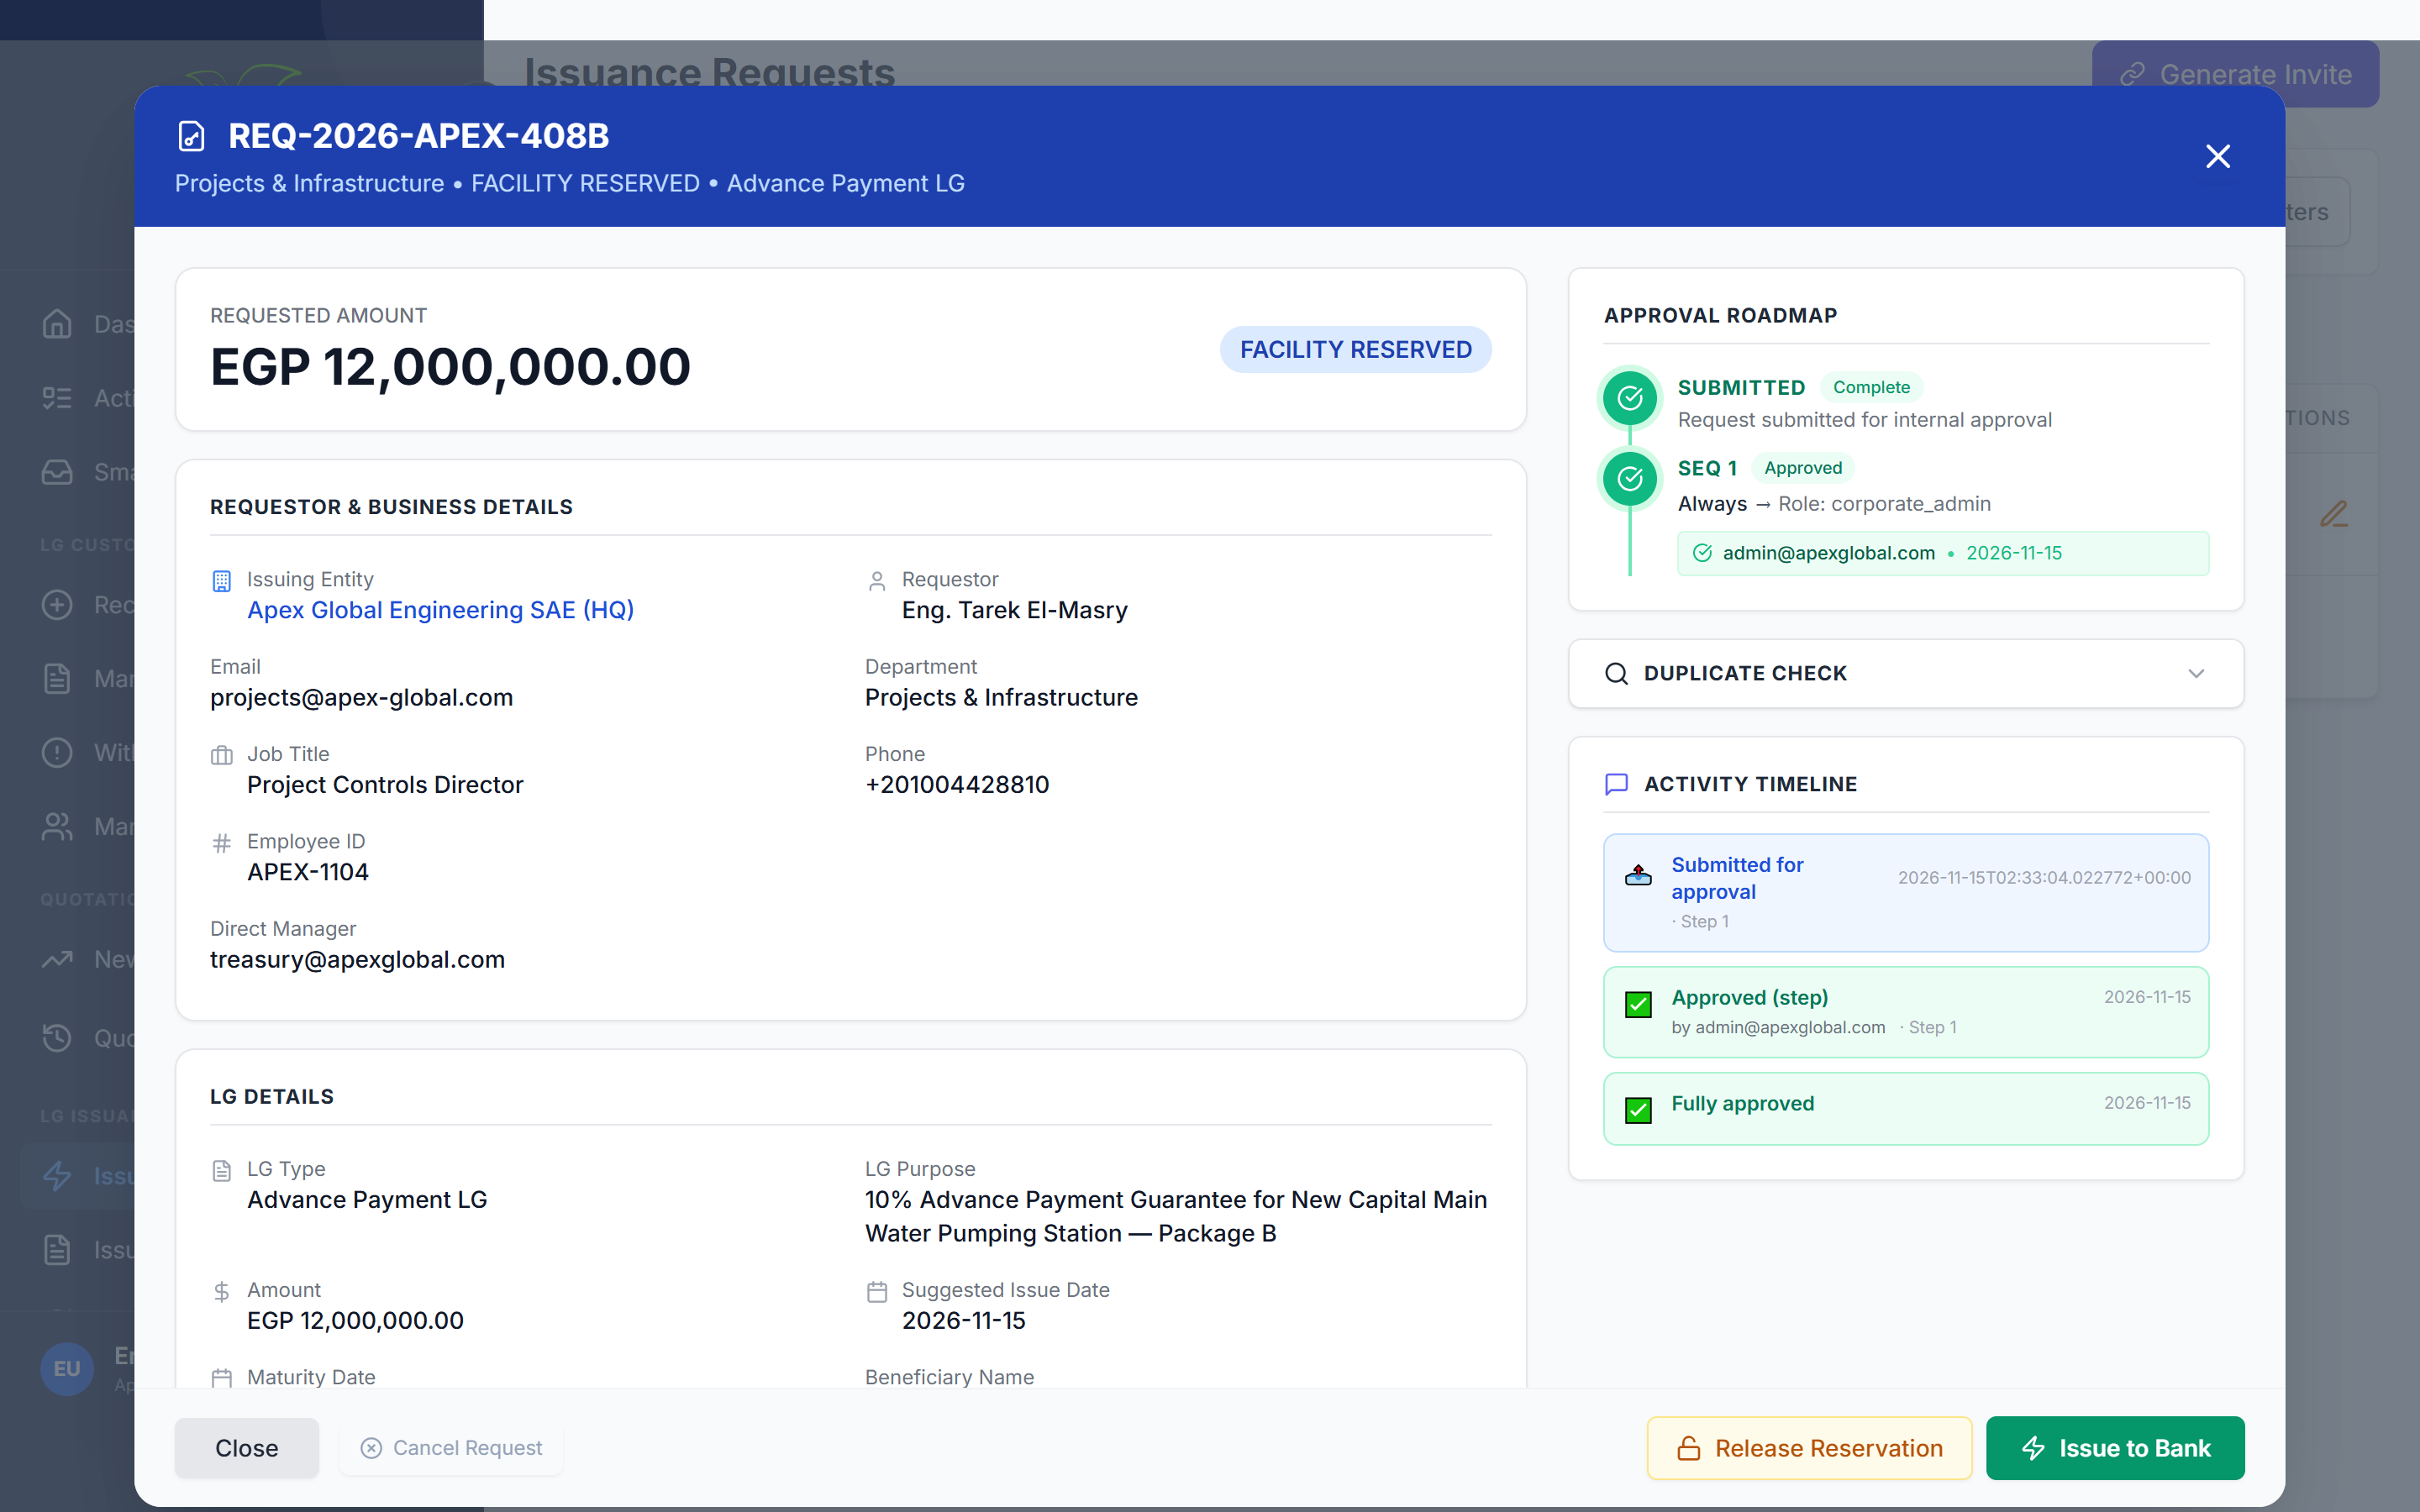 Issuance Requests
Generate Invite
REQ-2026-APEX-408B
Projects & Infrastructure • FACILITY RESERVED • Advance Payment LG
REQUESTED AMOUNT
EGP 12,000,000.00
FACILITY RESERVED
REQUESTOR & BUSINESS DETAILS
Issuing Entity
Apex Global Engineering SAE (HQ)
Requestor
Eng. Tarek El-Masry
Email
projects@apex-global.com
Department
Projects & Infrastructure
Job Title
Project Controls Director
Phone
+201004428810
Employee ID
APEX-1104
Direct Manager
treasury@apexglobal.com
LG DETAILS
LG Type
Advance Payment LG
LG Purpose
10% Advance Payment Guarantee for New Capital Main
Water Pumping Station — Package B
Amount
EGP 12,000,000.00
Suggested Issue Date
2026-11-15
Maturity Date
Beneficiary Name
APPROVAL ROADMAP
SUBMITTED Complete
Request submitted for internal approval
SEQ 1 Approved
Always → Role: corporate_admin
admin@apexglobal.com • 2026-11-15
DUPLICATE CHECK
ACTIVITY TIMELINE
Submitted for
approval
2026-11-15T02:33:04.022772+00:00
· Step 1
Approved (step) 2026-11-15
by admin@apexglobal.com · Step 1
Fully approved 2026-11-15
Close
Cancel Request
Release Reservation
Issue to Bank
LG
EU